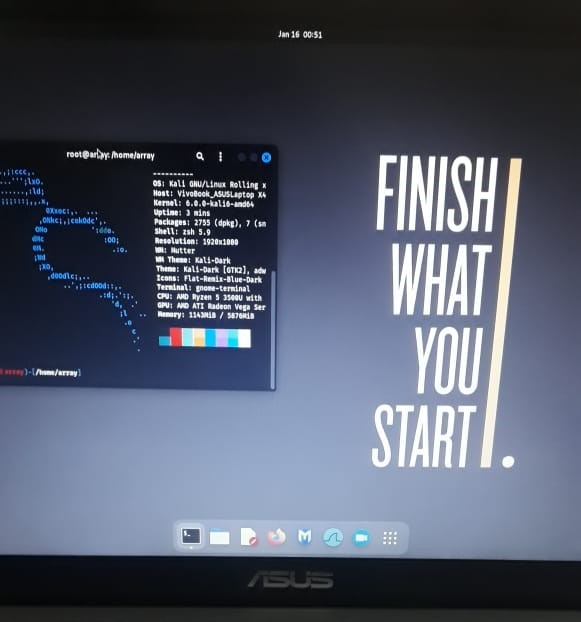 Jan 16 00:51
root@array: /home/array
----------
OS: Kali GNU/Linux Rolling x
Host: VivoBook_ASUSLaptop X4
Kernel: 6.0.0-kali6-amd64
Uptime: 3 mins
Packages: 2755 (dpkg), 7 (sn
Shell: zsh 5.9
Resolution: 1920x1080
WM: Mutter
WM Theme: Kali-Dark
Theme: Kali-Dark [GTK2], adw
Icons: Flat-Remix-Blue-Dark
Terminal: gnome-terminal
CPU: AMD Ryzen 5 3500U with
GPU: AMD ATI Radeon Vega Ser
Memory: 1143MiB / 5876MiB
array)-[/home/array]
FINISH
WHAT
YOU
START.
ASUS